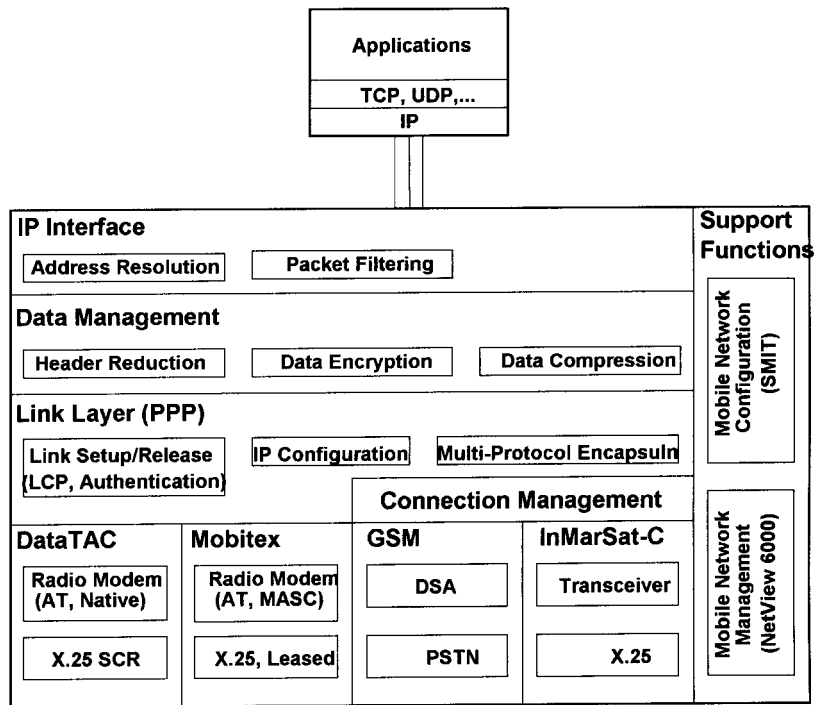 Applications
TCP, UDP,...
IP
IP Interface
Address Resolution
Packet Filtering
Data Management
Header Reduction
Data Encryption
Data Compression
Link Layer (PPP)
Link Setup/Release
(LCP, Authentication)
IP Configuration
Multi-Protocol Encapsuln
Connection Management
DataTAC
Radio Modem
(AT, Native)
X.25 SCR
Mobitex
Radio Modem
(AT, MASC)
X.25, Leased
GSM
DSA
PSTN
InMarSat-C
Transceiver
X.25
Support
Functions
Mobile Network
Configuration
(SMIT)
Mobile Network
Management
(NetView 6000)